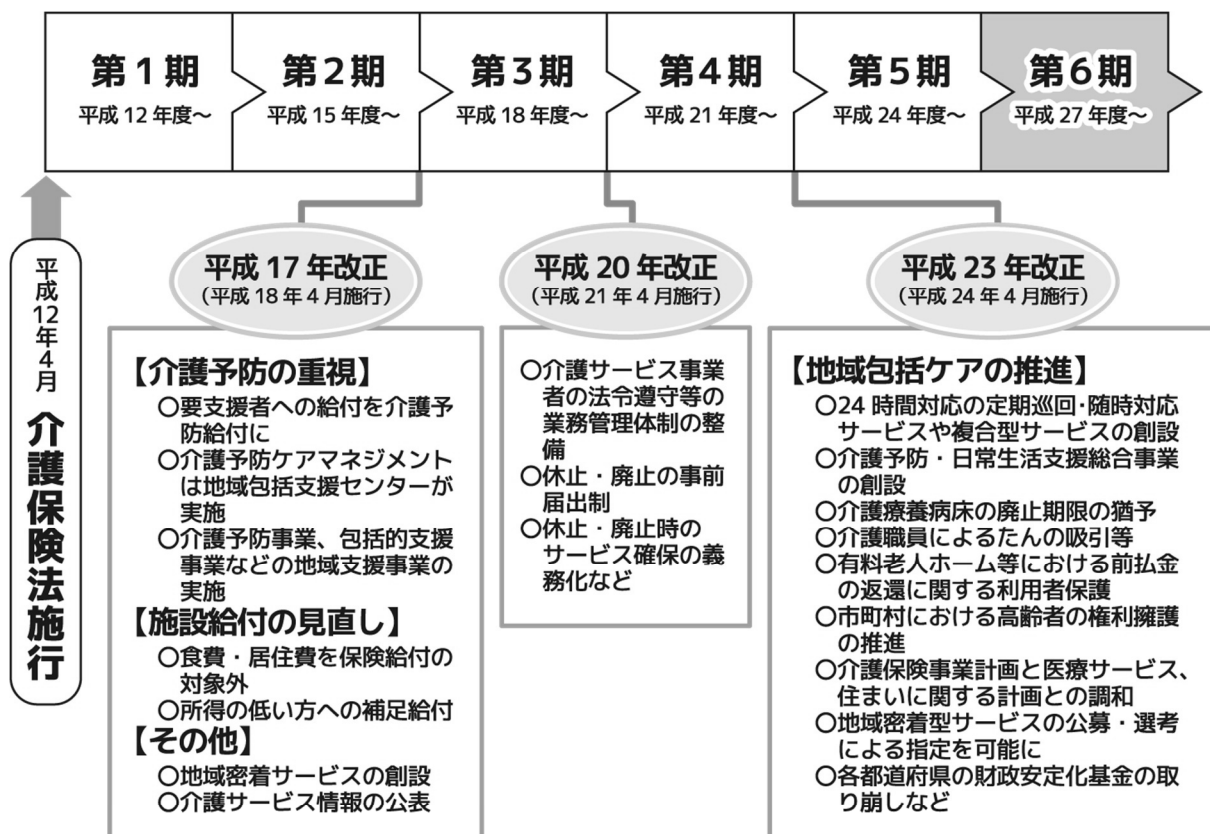 第1期
平成 12 年度～
第2期
平成 15 年度～
第3期
平成 18 年度～
第4期
平成 21 年度～
第5期
平成 24 年度～
第6期
平成 27 年度～
平成12年4月 介護保険法施行
平成 17 年改正
（平成 18 年 4 月施行）
【介護予防の重視】
○要支援者への給付を介護予
防給付に
○介護予防ケアマネジメント
は地域包括支援センターが
実施
○介護予防事業、包括的支援
事業などの地域支援事業の
実施
【施設給付の見直し】
○食費・居住費を保険給付の
対象外
○所得の低い方への補足給付
【その他】
○地域密着サービスの創設
○介護サービス情報の公表
平成 20 年改正
（平成 21 年 4 月施行）
○介護サービス事業
者の法令遵守等の
業務管理体制の整
備
○休止・廃止の事前
届出制
○休止・廃止時の
サービス確保の義
務化など
平成 23 年改正
（平成 24 年 4 月施行）
【地域包括ケアの推進】
○24 時間対応の定期巡回・随時対応
サービスや複合型サービスの創設
○介護予防・日常生活支援総合事業
の創設
○介護療養病床の廃止期限の猶予
○介護職員によるたんの吸引等
○有料老人ホーム等における前払金
の返還に関する利用者保護
○市町村における高齢者の権利擁護
の推進
○介護保険事業計画と医療サービス、
住まいに関する計画との調和
○地域密着型サービスの公募・選考
による指定を可能に
○各都道府県の財政安定化基金の取
り崩しなど